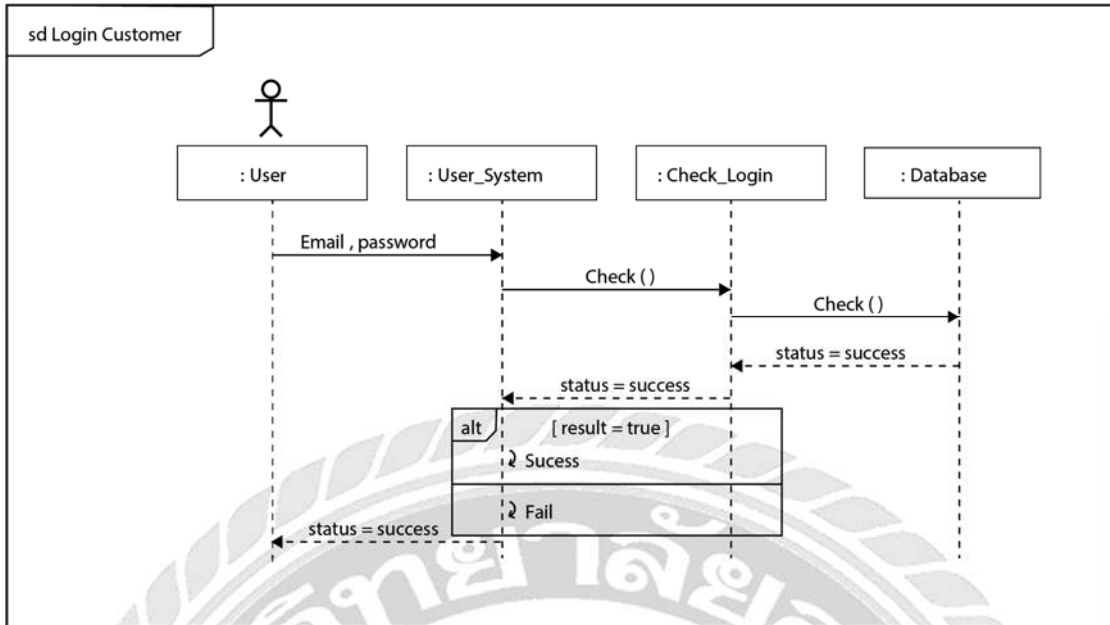 sd Login Customer
: User
: User_System
: Check_Login
: Database
Email , password
Check ( )
Check ( )
status = success
status = success
alt
[ result = true ]
Sucess
Fail
status = success